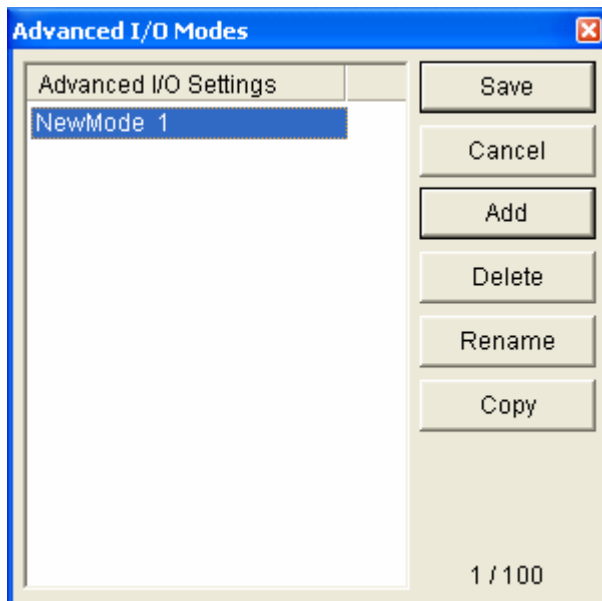 Advanced I/O Modes
Advanced I/O Settings
NewMode 1
Save
Cancel
Add
Delete
Rename
Copy
1 / 100